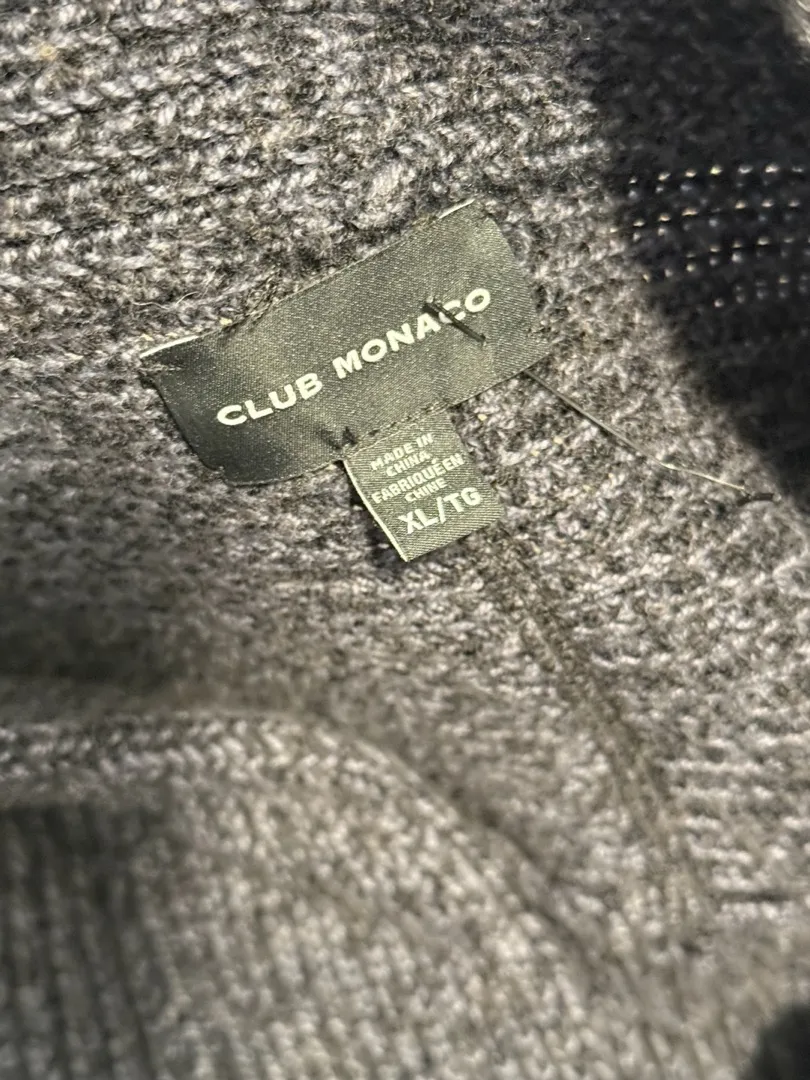 CLUB MONACO
MADE IN
CHINA,
FABRIQUÉ EN
CHINE
XL/TG